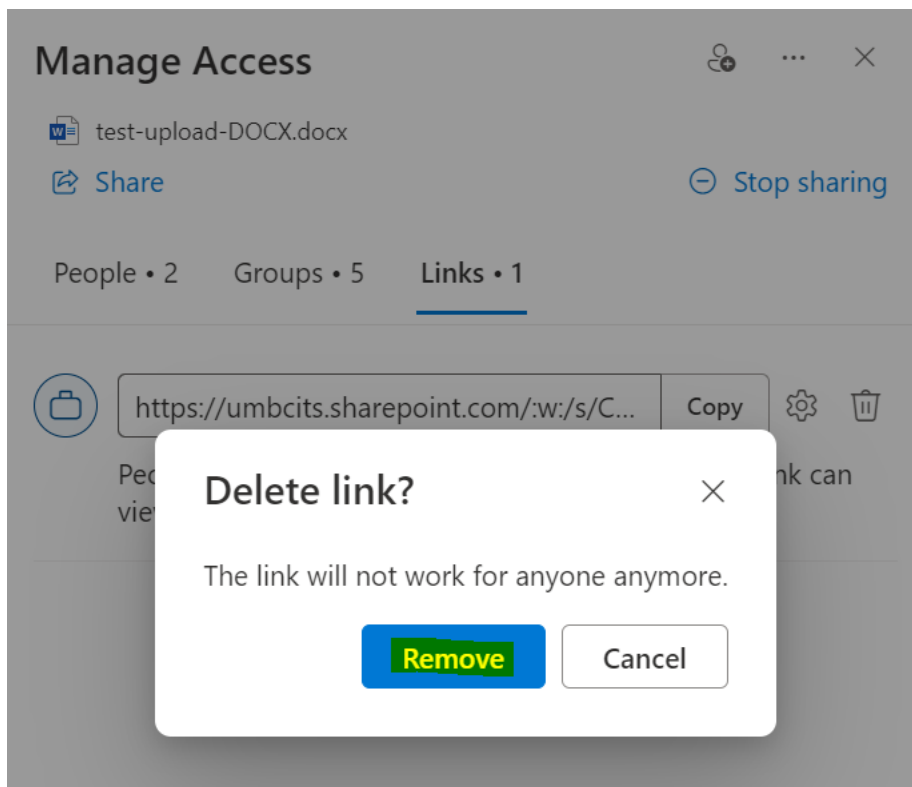 Manage Access
test-upload-DOCX.docx
Share
Stop sharing
People • 2
Groups • 5
Links • 1
https://umbcits.sharepoint.com/:w:/s/C...
Copy
can
Delete link?
The link will not work for anyone anymore.
Remove
Cancel